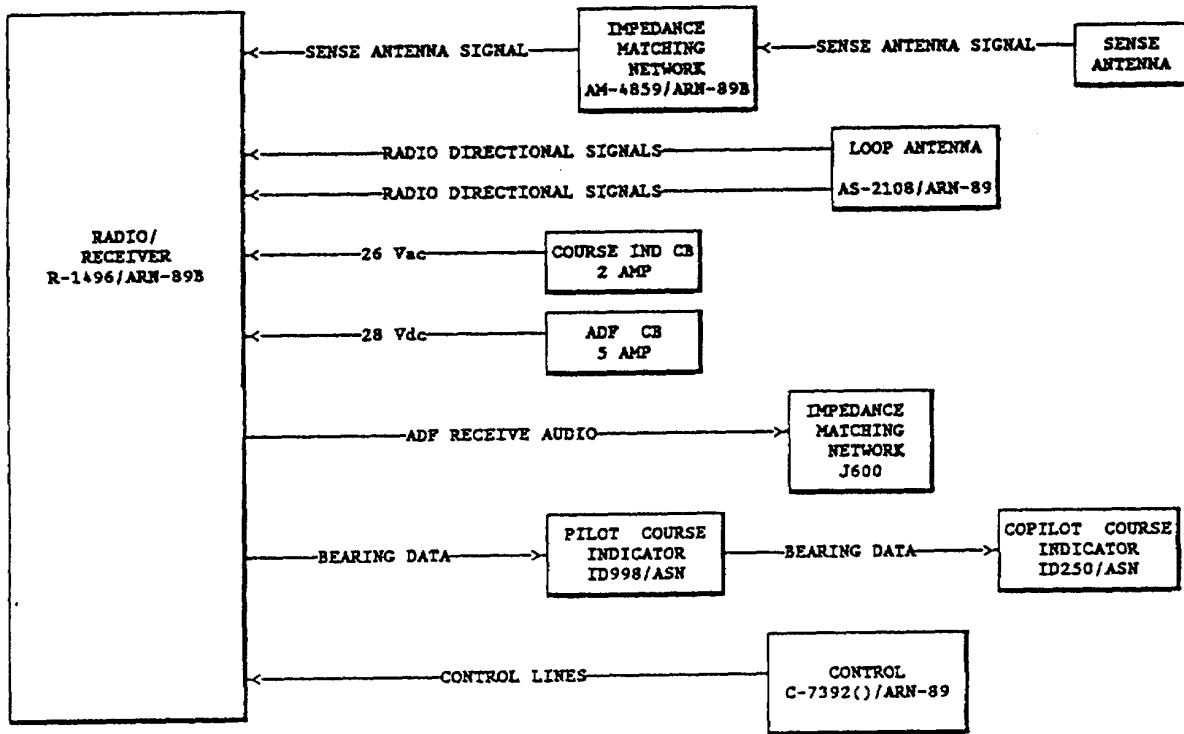 SENSE ANTENNA SIGNAL
IMPEDANCE
MATCHING
NETWORK
AM-4859/ARN-89B
SENSE ANTENNA SIGNAL
SENSE
ANTENNA
RADIO DIRECTIONAL SIGNALS
LOOP ANTENNA
AS-2108/ARN-89
RADIO DIRECTIONAL SIGNALS
RADIO/
RECEIVER
R-1496/ARN-89B
26 Vac
COURSE IND CB
2 AMP
28 Vdc
ADF CB
5 AMP
ADF RECEIVE AUDIO
IMPEDANCE
MATCHING
NETWORK
J600
BEARING DATA
PILOT COURSE
INDICATOR
ID998/ASN
BEARING DATA
COPILOT COURSE
INDICATOR
ID250/ASN
CONTROL LINES
CONTROL
C-7392()/ARN-89